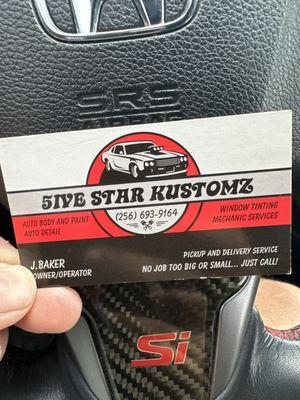 SRS
AIRBAG
5IVE STAR KUSTOMZ
(256) 693-9164
AUTO BODY AND PAINT
AUTO DETAIL
WINDOW TINTING
MECHANIC SERVICES
PICKUP AND DELIVERY SERVICE
NO JOB TOO BIG OR SMALL... JUST CALL!
J.BAKER
OWNER/OPERATOR
Si